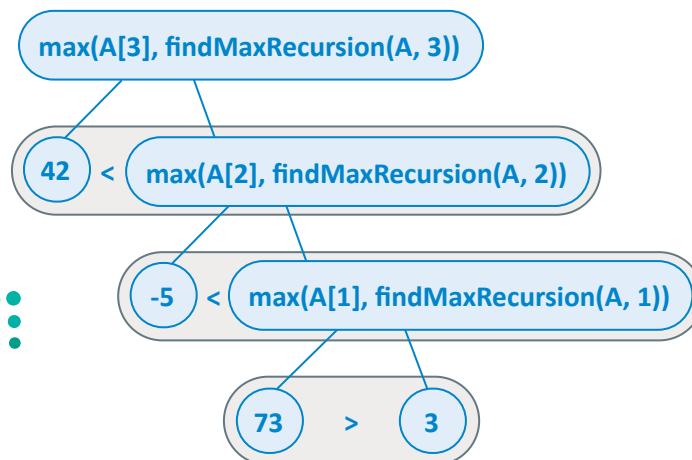 max(A[3], findMaxRecursion(A, 3))
42 < max(A[2], findMaxRecursion(A, 2))
-5 < max(A[1], findMaxRecursion(A, 1))
73 > 3